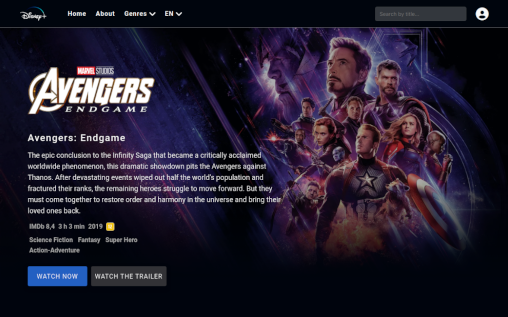 Disney+
Home About Genres EN
Search by title...
MARVEL STUDIOS
AVENGERS
ENDGAME
Avengers: Endgame
The epic conclusion to the Infinity Saga that became a critically acclaimed
worldwide phenomenon, this dramatic showdown pits the Avengers against
Thanos. After devastating events wiped out half the world's population and
fractured their ranks, the remaining heroes struggle to move forward. But they
must come together to restore order and harmony in the universe and bring their
loved ones back.
IMDb 8,4 3 h 3 min 2019
Science Fiction Fantasy Super Hero
Action-Adventure
WATCH NOW WATCH THE TRAILER